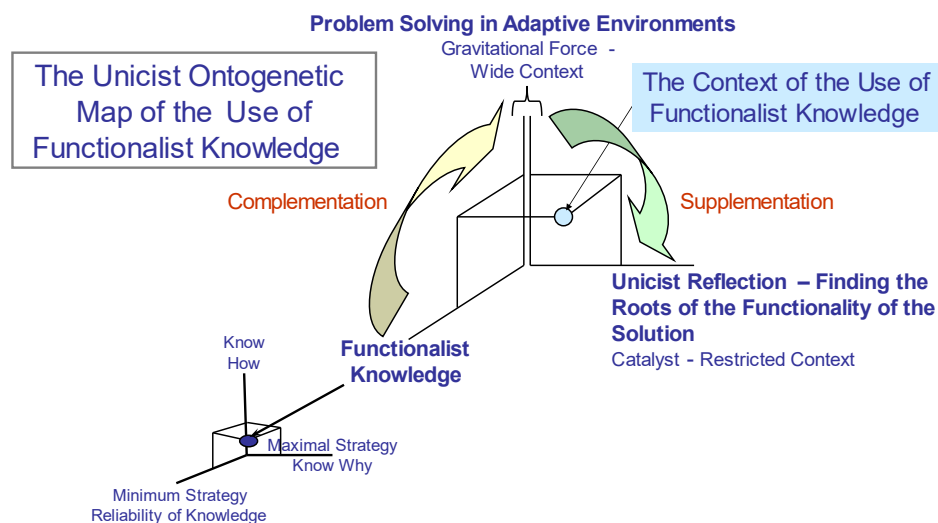 Problem Solving in Adaptive Environments
Gravitational Force -
Wide Context
The Unicist Ontogenetic
Map of the Use of
Functionalist Knowledge
The Context of the Use of
Functionalist Knowledge
Complementation
Supplementation
Unicist Reflection – Finding the
Roots of the Functionality of the
Solution
Catalyst - Restricted Context
Functionalist
Knowledge
Know
How
Maximal Strategy
Know Why
Minimum Strategy
Reliability of Knowledge